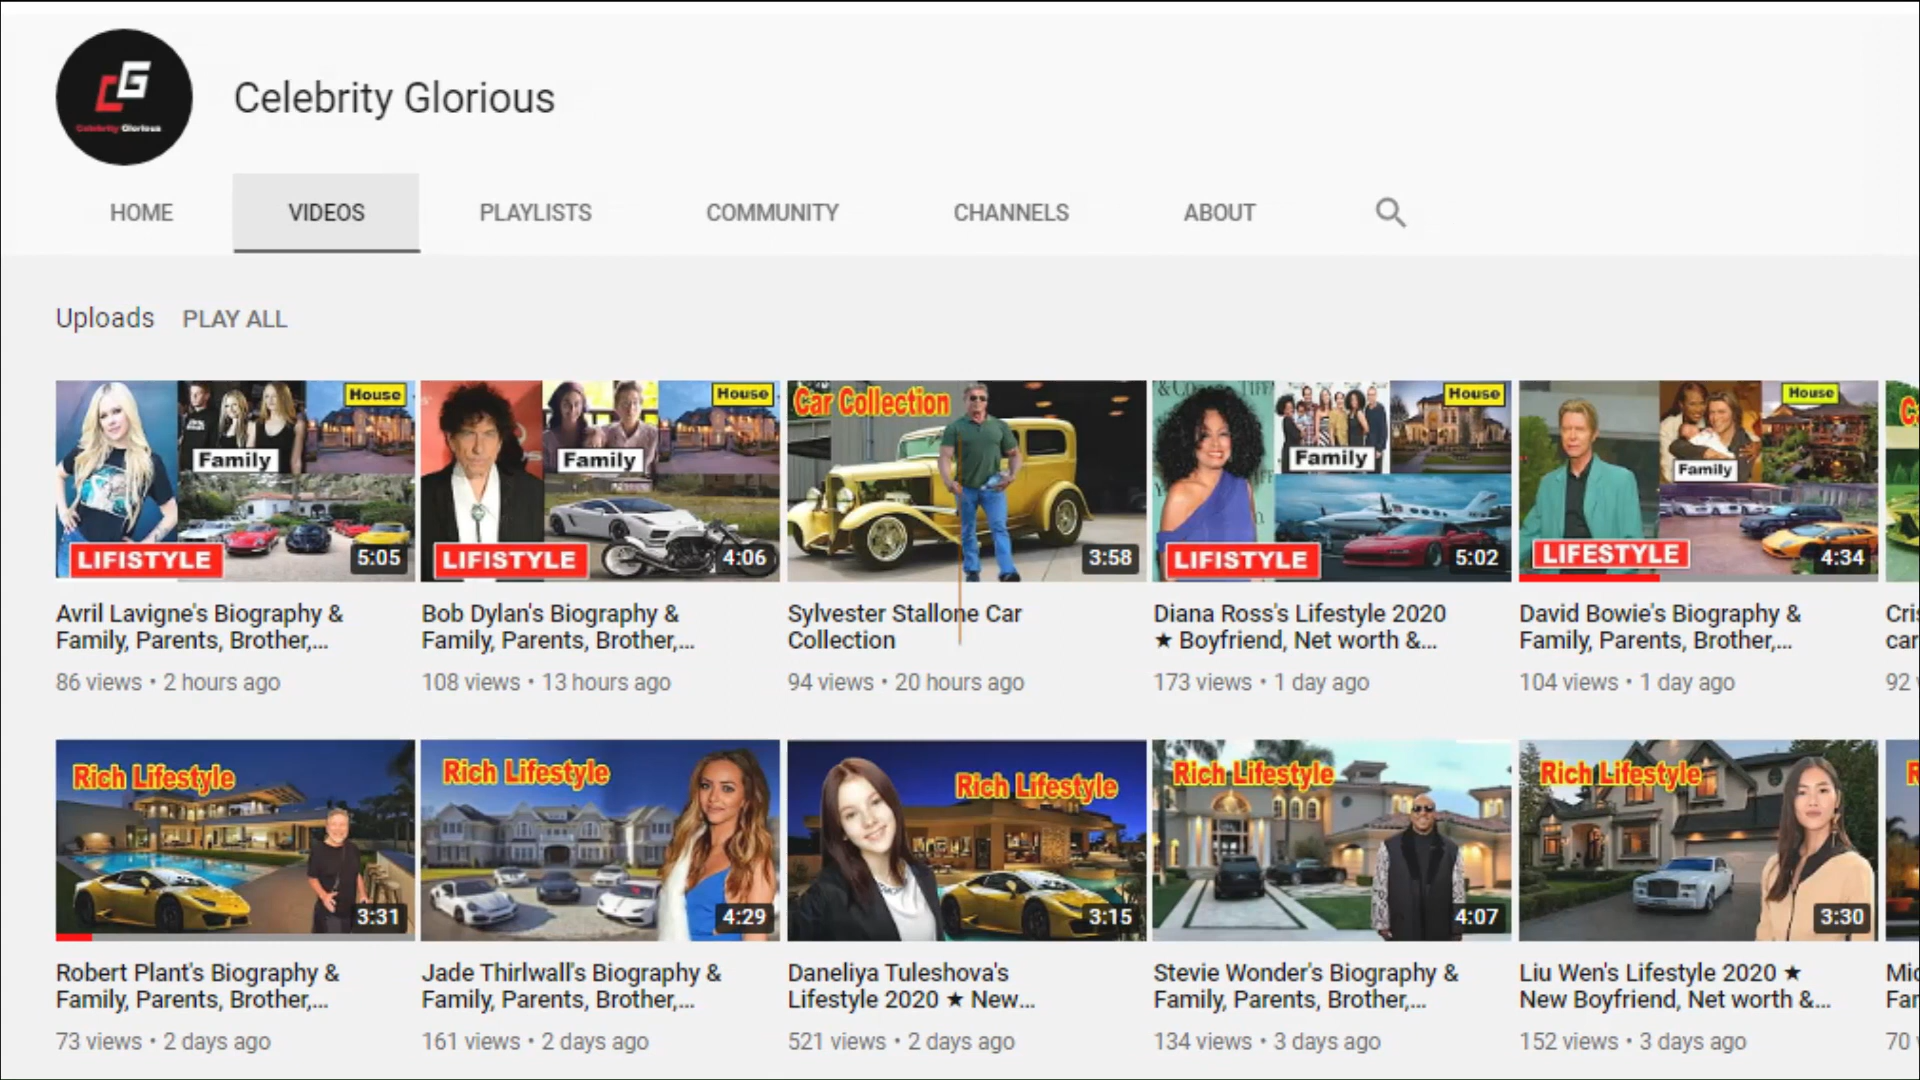 CG
Celebrity Glorious
Celebrity Glorious
HOME
VIDEOS
PLAYLISTS
COMMUNITY
CHANNELS
ABOUT
Uploads PLAY ALL
House
Family
LIFISTYLE
5:05
House
Family
LIFISTYLE
4:06
Car Collection
3:58
House
Family
LIFISTYLE
5:02
House
Family
LIFESTYLE
4:34
Avril Lavigne's Biography &
Family, Parents, Brother,...
86 views • 2 hours ago
Bob Dylan's Biography &
Family, Parents, Brother,...
108 views • 13 hours ago
Sylvester Stallone Car
Collection
94 views • 20 hours ago
Diana Ross's Lifestyle 2020
★ Boyfriend, Net worth &...
173 views • 1 day ago
David Bowie's Biography &
Family, Parents, Brother,...
104 views • 1 day ago
Cris
car
92
Rich Lifestyle
3:31
Rich Lifestyle
4:29
Rich Lifestyle
3:15
Rich Lifestyle
4:07
Rich Lifestyle
3:30
Robert Plant's Biography &
Family, Parents, Brother,...
73 views • 2 days ago
Jade Thirlwall's Biography &
Family, Parents, Brother,...
161 views • 2 days ago
Daneliya Tuleshova's
Lifestyle 2020 ★ New...
521 views • 2 days ago
Stevie Wonder's Biography &
Family, Parents, Brother,...
134 views • 3 days ago
Liu Wen's Lifestyle 2020 ★
New Boyfriend, Net worth &...
152 views • 3 days ago
Far
70